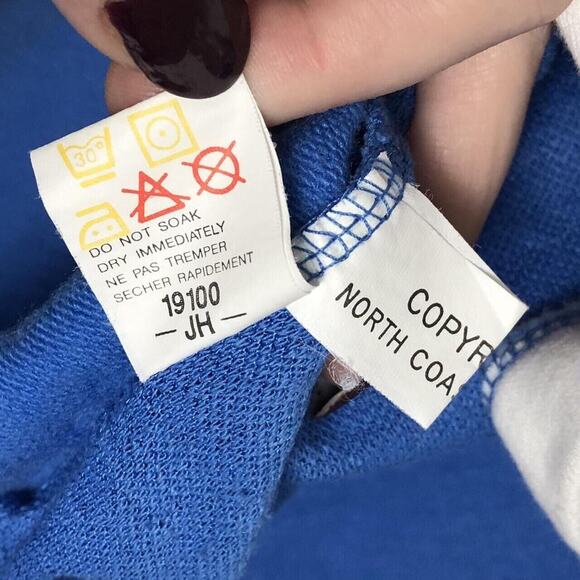 30°
DO NOT SOAK
DRY IMMEDIATELY
NE PAS TREMPER
SECHER RAPIDEMENT
19100
— JH —
COPYR
NORTH COA